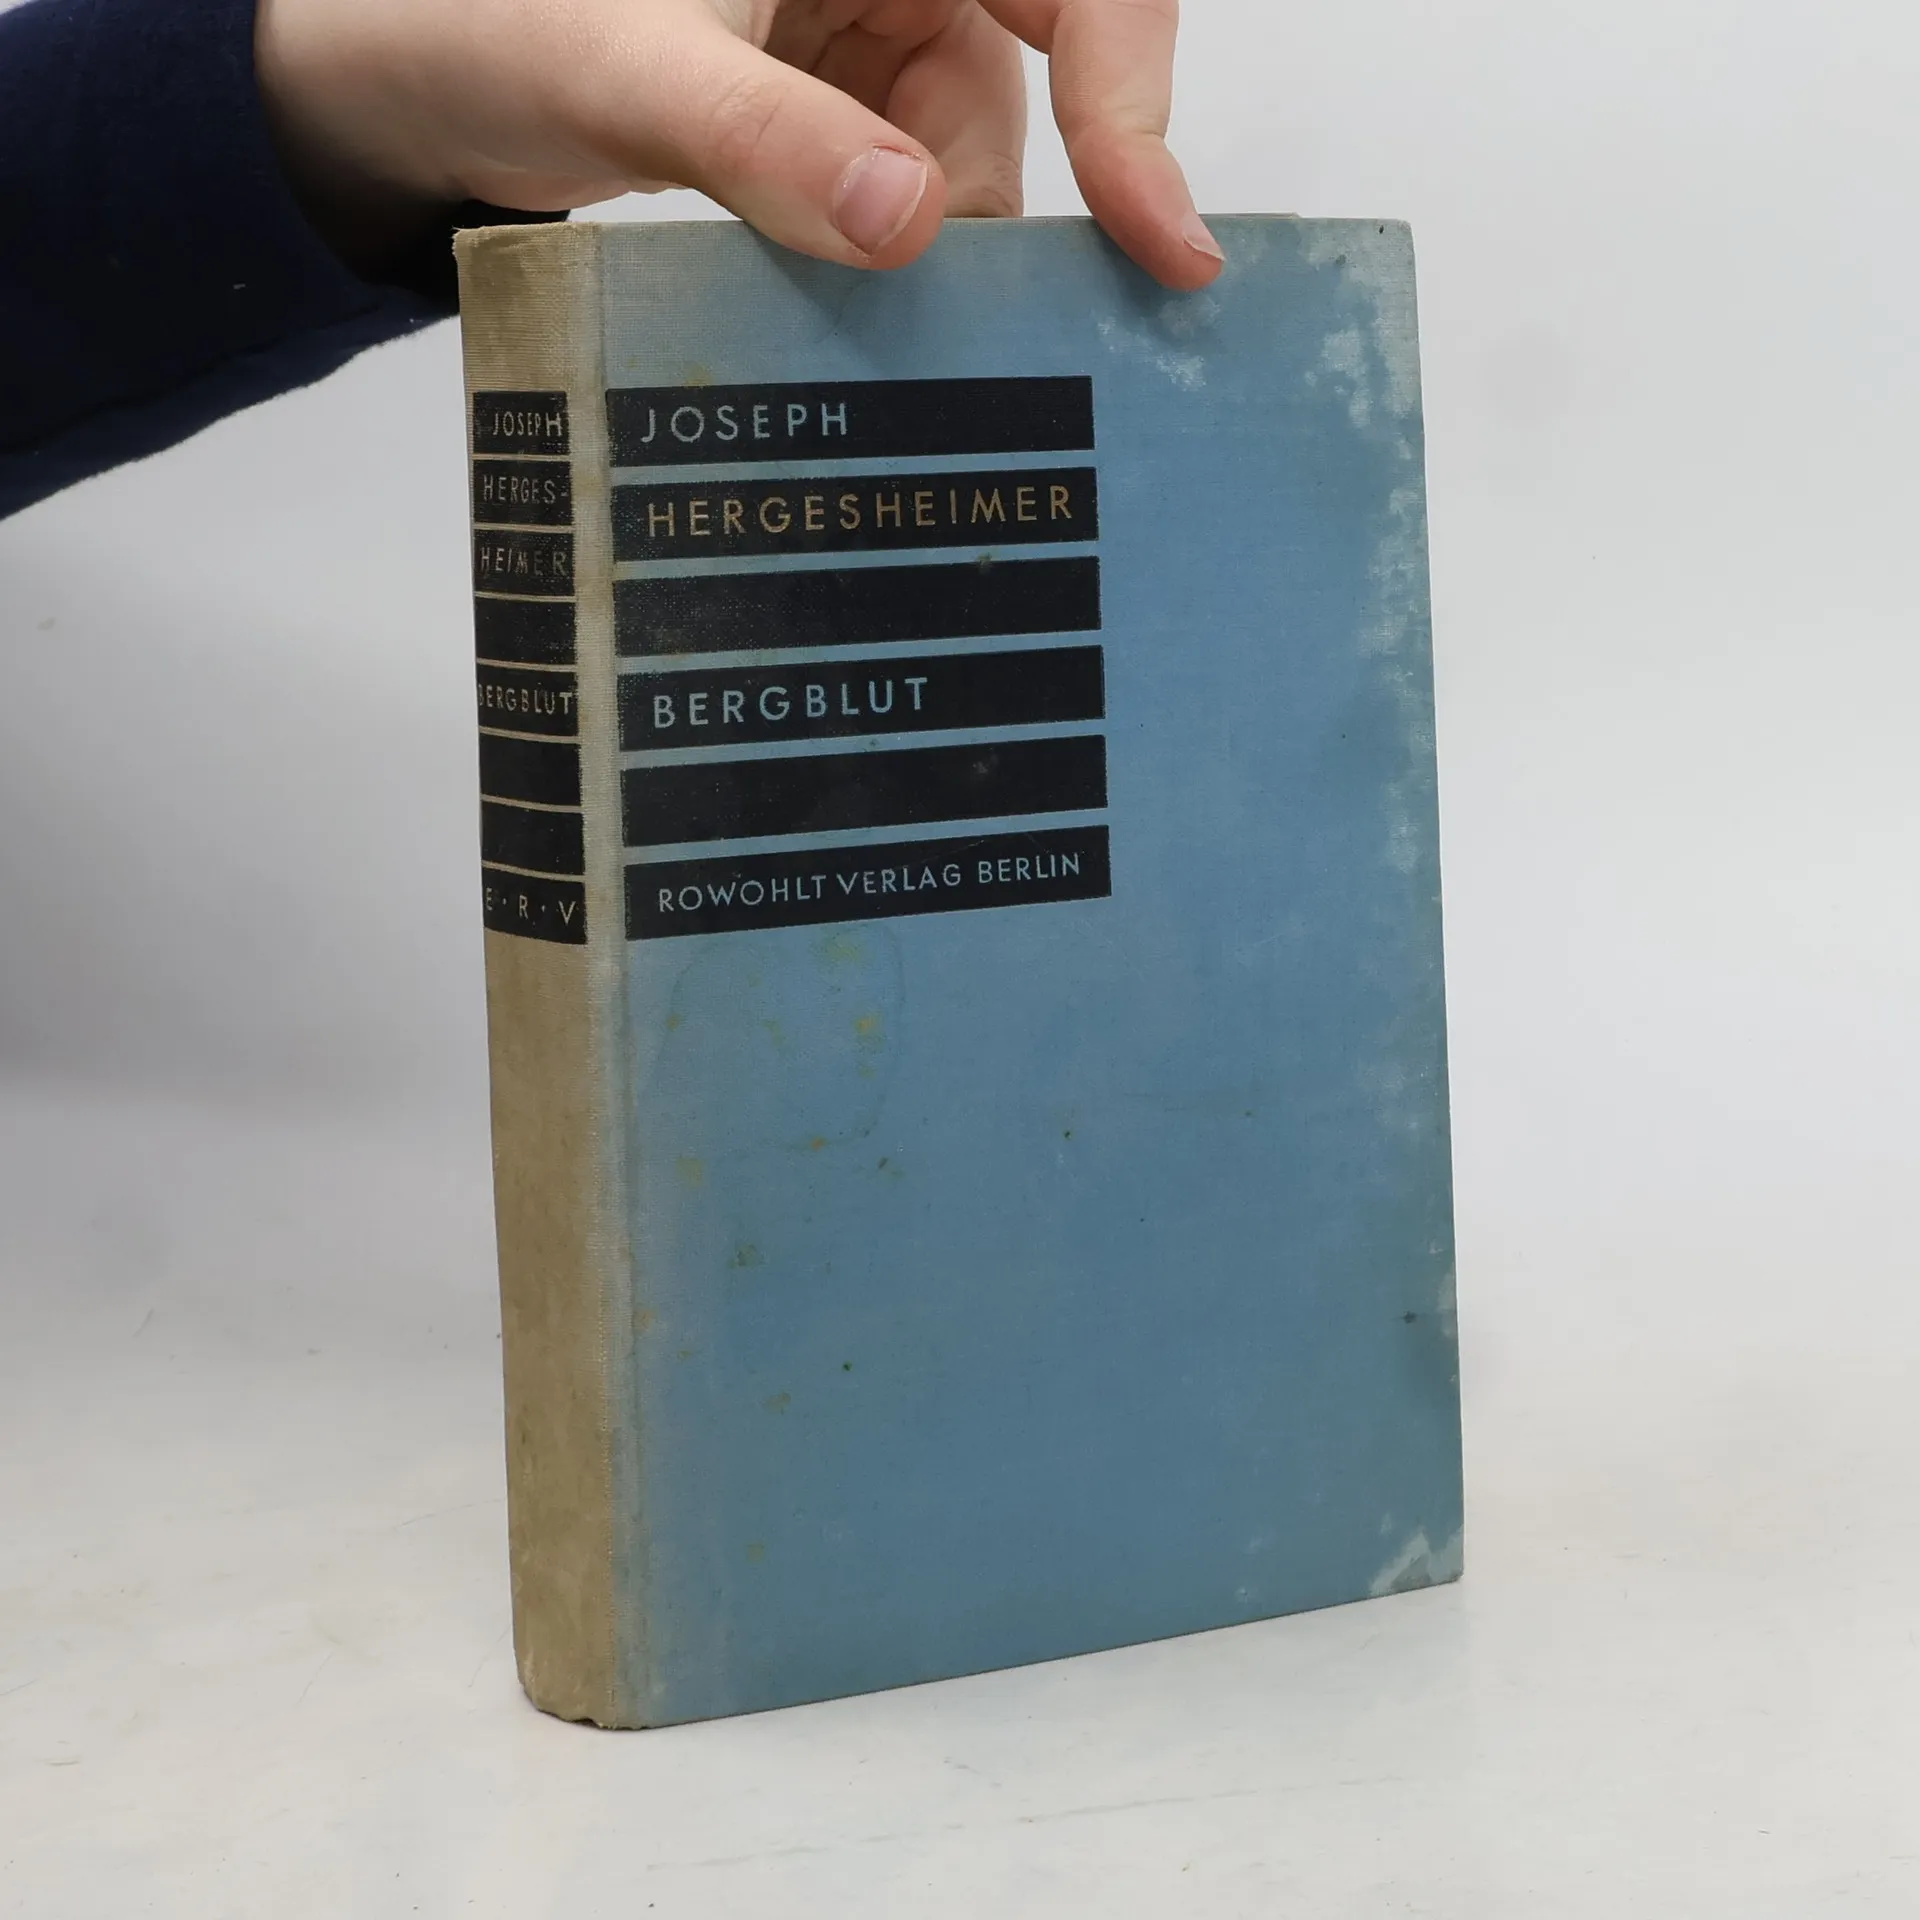 JOSEPH
HERGES-
HEIMER
BERGBLUT
E · R · V
JOSEPH
HERGESHEIMER
BERGBLUT
ROWOHLT VERLAG BERLIN